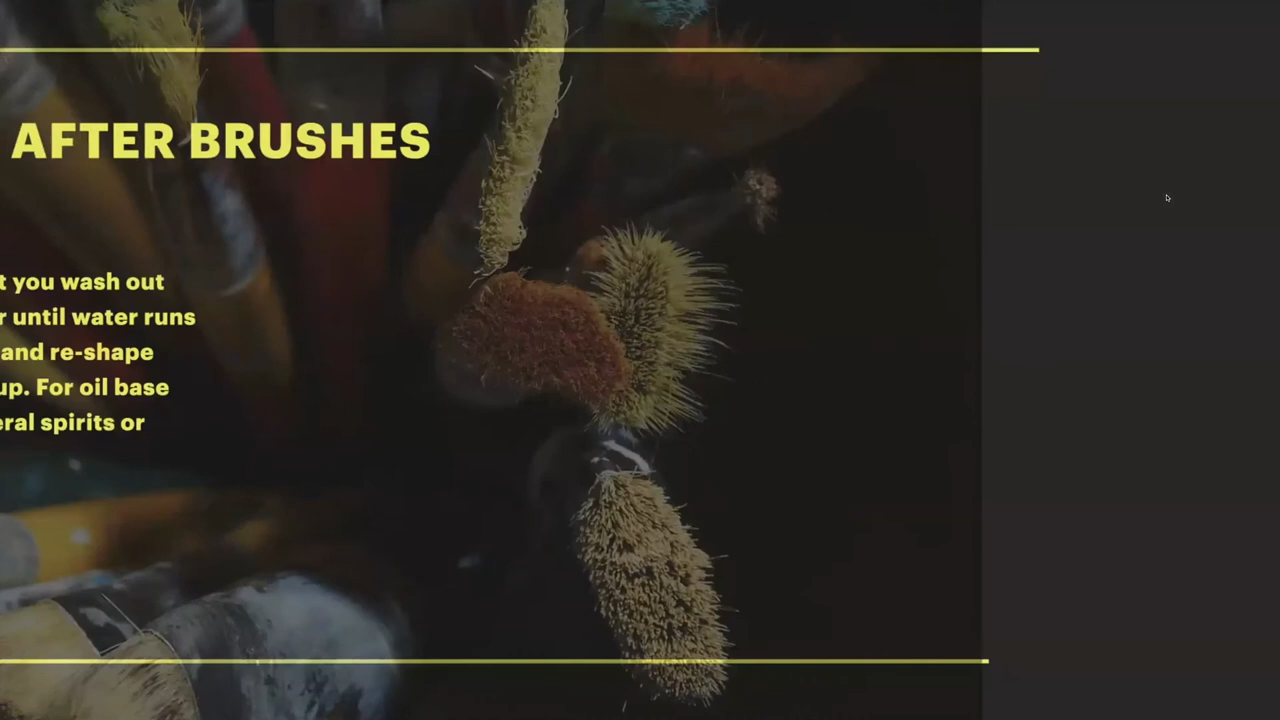 AFTER BRUSHES
t you wash out
r until water runs
and re-shape
up. For oil base
eral spirits or